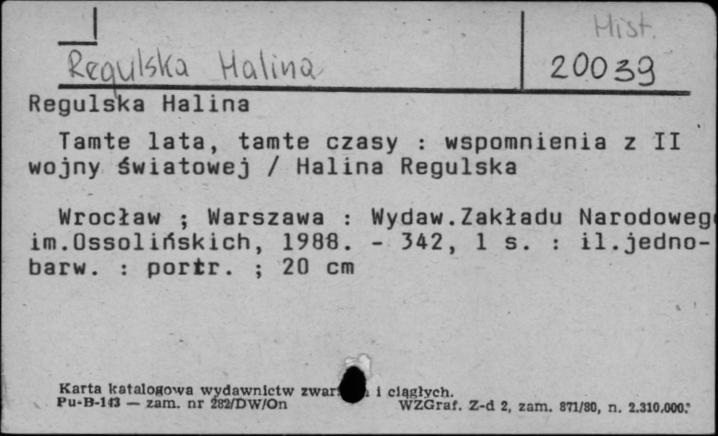 Hist.
Regulska Halina 20039
Regulska Halina
Tamte lata, tamte czasy : wspomnienia z II
wojny światowej / Halina Regulska
Wrocław ; Warszawa : Wydaw.Zakładu Narodoweg
im.Ossolińskich, 1988. - 342, 1 s. : il.jedno-
barw. : portr. ; 20 cm
Karta katalogowa wydawnictw i ciągłych.
Pu-B-143 — zam. nr 282/DW/On WZGraf. Z-d 2, zam. 871/80, n. 2.310.000.